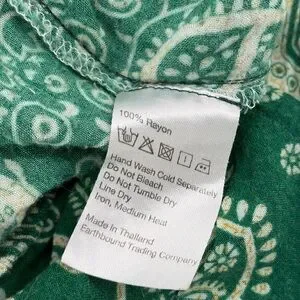 100% Rayon
Hand Wash Cold Separately
Do Not Bleach
Do Not Tumble Dry
Line Dry
Iron, Medium Heat
Made in Thailand
Earthbound Trading Company